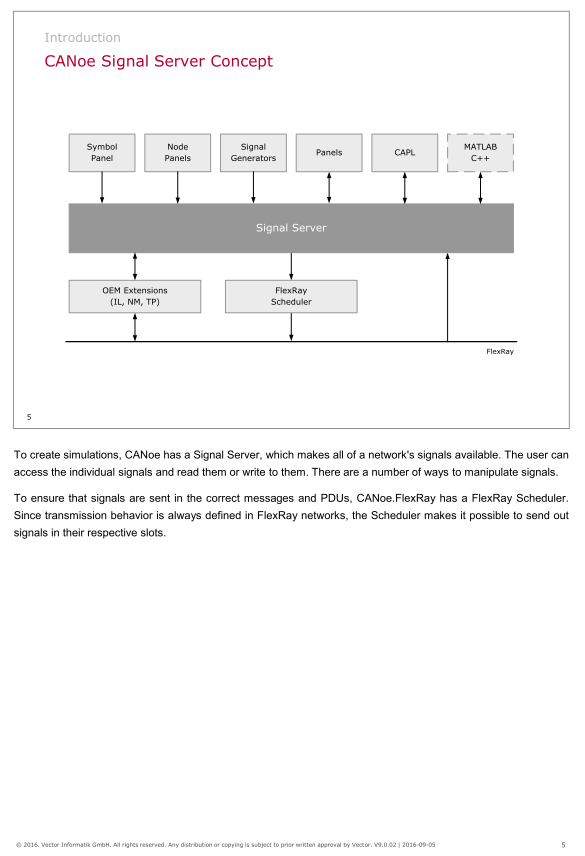 Introduction
CANoe Signal Server Concept
Symbol
Panel
Node
Panels
Signal
Generators
Panels
CAPL
MATLAB
C++
Signal Server
OEM Extensions
(IL, NM, TP)
FlexRay
Scheduler
FlexRay
5
To create simulations, CANoe has a Signal Server, which makes all of a network's signals available. The user can
access the individual signals and read them or write to them. There are a number of ways to manipulate signals.
To ensure that signals are sent in the correct messages and PDUs, CANoe.FlexRay has a FlexRay Scheduler.
Since transmission behavior is always defined in FlexRay networks, the Scheduler makes it possible to send out
signals in their respective slots.
© 2016. Vector Informatik GmbH. All rights reserved. Any distribution or copying is subject to prior written approval by Vector. V9.0.02 | 2016-09-05
5